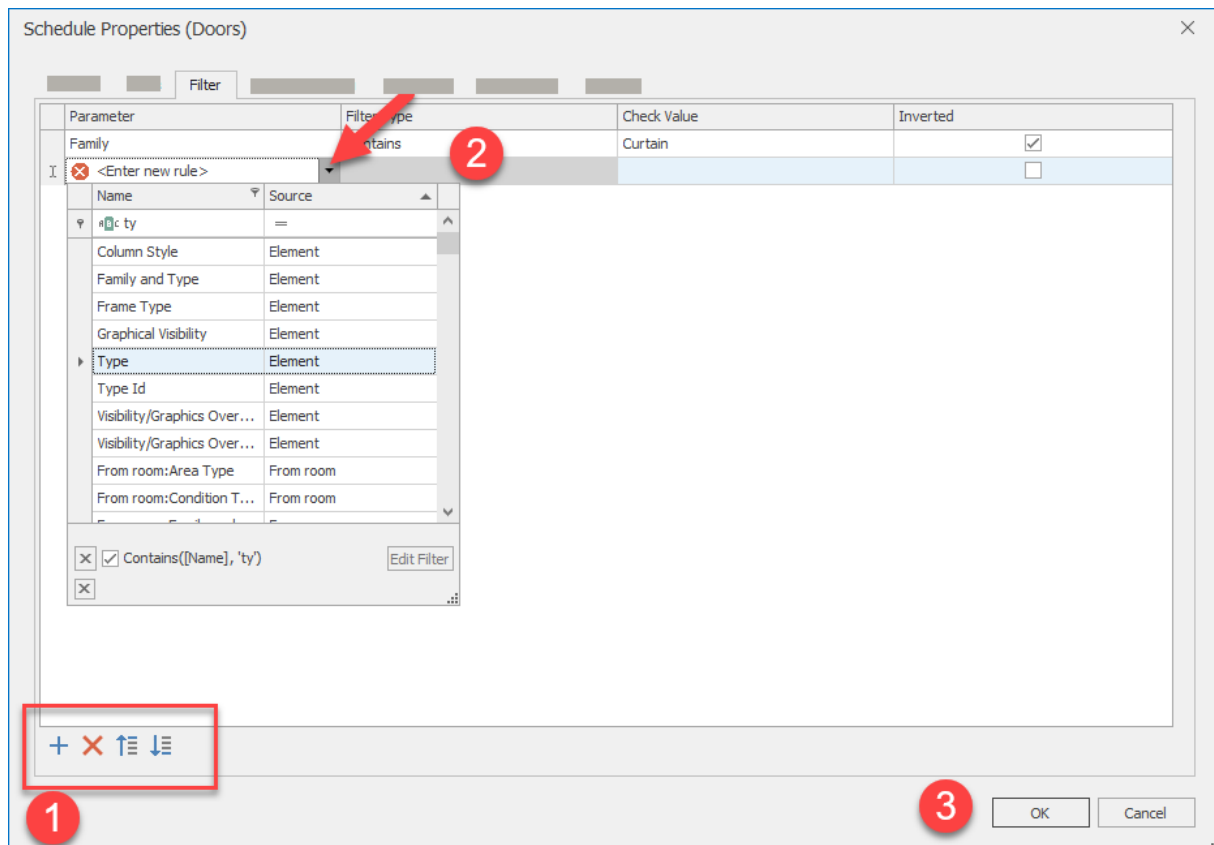 Schedule Properties (Doors)
Filter
Parameter Filter Type Check Value Inverted
Family Curtain
<Enter new rule>
2
Name Source
ty =
Column Style Element
Family and Type Element
Frame Type Element
Graphical Visibility Element
Type Element
Type Id Element
Visibility/Graphics Over... Element
Visibility/Graphics Over... Element
From room:Area Type From room
From room:Condition T... From room
Contains([Name], 'ty') Edit Filter
1
3
OK Cancel